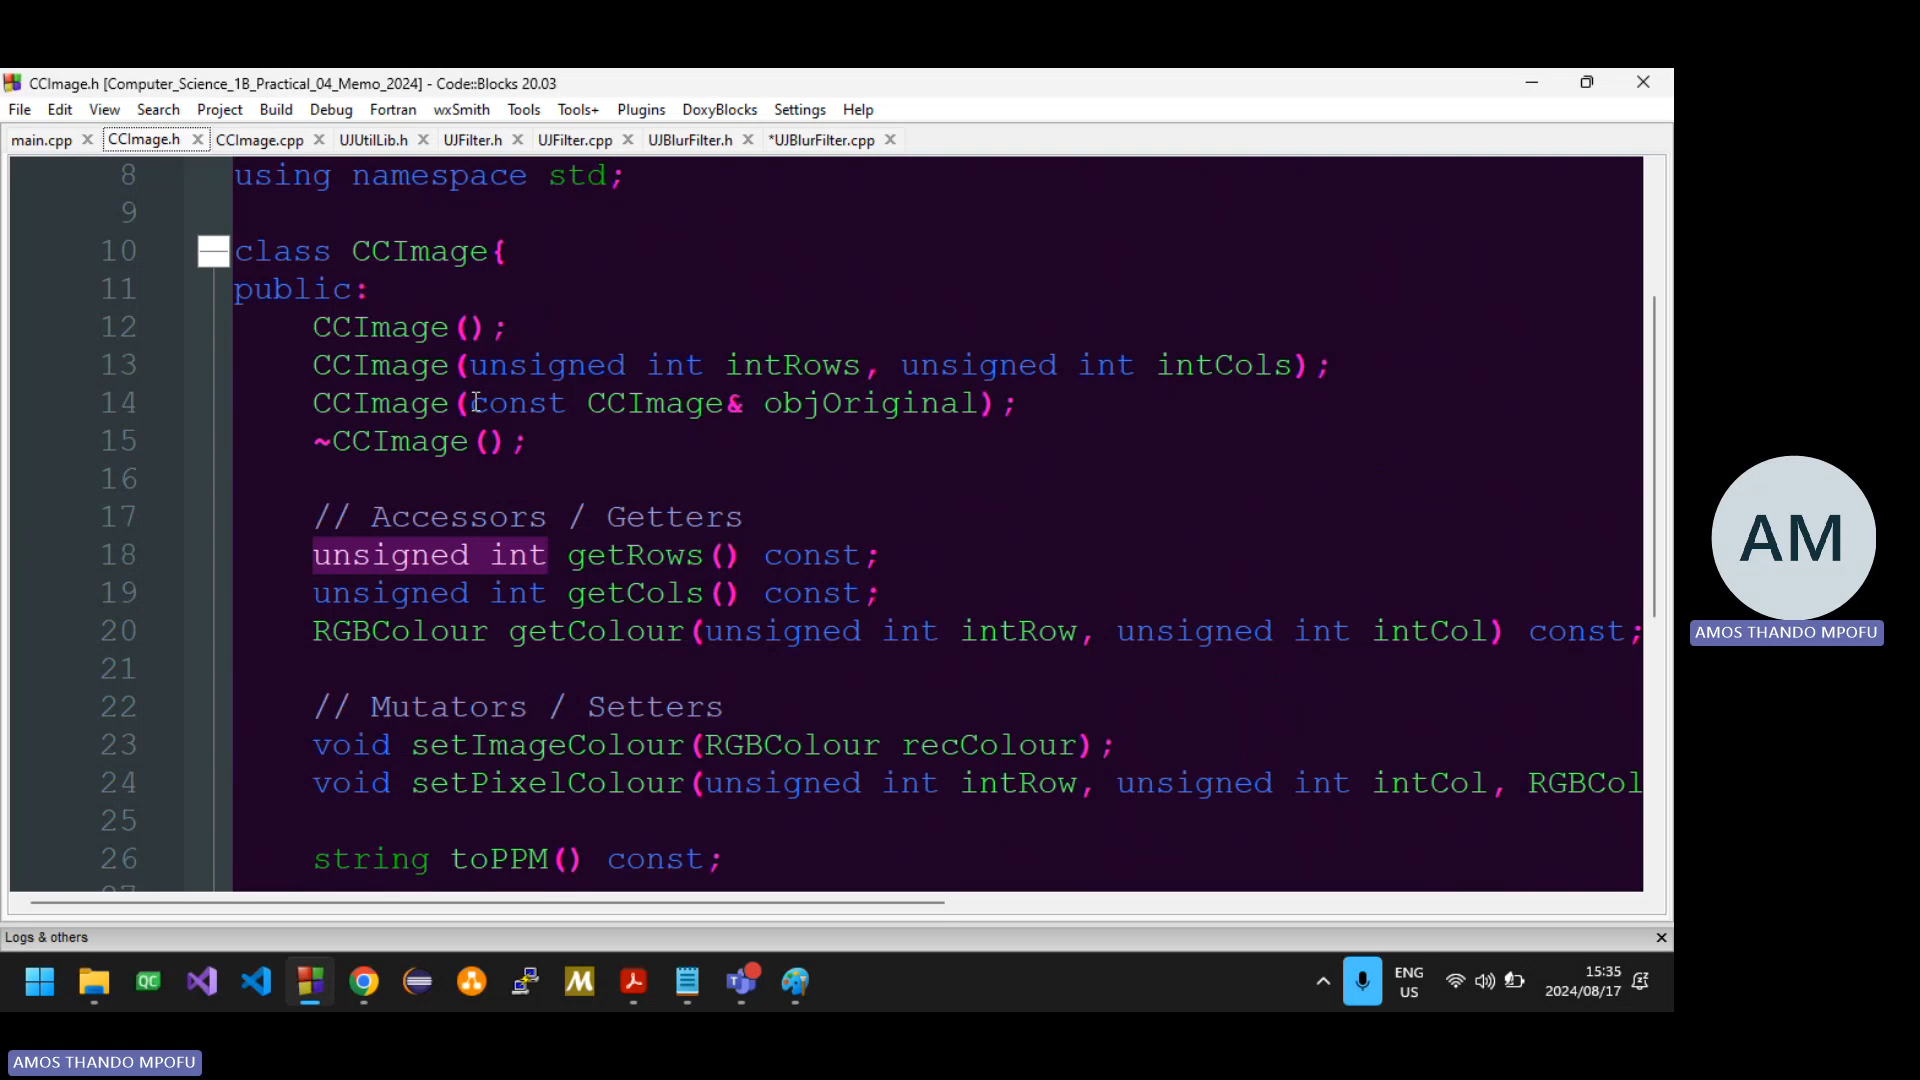 CCImage.h [Computer_Science_1B_Practical_04_Memo_2024] - Code::Blocks 20.03
File Edit View Search Project Build Debug Fortran wxSmith Tools Tools+ Plugins DoxyBlocks Settings Help
main.cpp CCImage.h CCImage.cpp UJUtilLib.h UJFilter.h UJFilter.cpp UJBlurFilter.h *UJBlurFilter.cpp
8 using namespace std;
9
10 class CCImage{
11 public:
12 CCImage();
13 CCImage(unsigned int intRows, unsigned int intCols);
14 CCImage(const CCImage& objOriginal);
15 ~CCImage();
16
17 // Accessors / Getters
18 unsigned int getRows() const;
19 unsigned int getCols() const;
20 RGBColour getColour(unsigned int intRow, unsigned int intCol) const;
21
22 // Mutators / Setters
23 void setImageColour(RGBColour recColour);
24 void setPixelColour(unsigned int intRow, unsigned int intCol, RGBCol
25
26 string toPPM() const;
Logs & others
AM
AMOS THANDO MPOFU
QC
M
ENG
US
15:35
2024/08/17
AMOS THANDO MPOFU